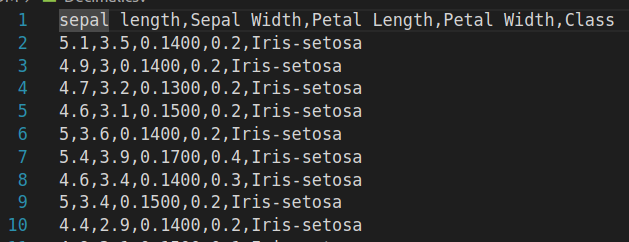 1 sepal length,Sepal Width,Petal Length,Petal Width,Class
2 5.1,3.5,0.1400,0.2,Iris-setosa
3 4.9,3,0.1400,0.2,Iris-setosa
4 4.7,3.2,0.1300,0.2,Iris-setosa
5 4.6,3.1,0.1500,0.2,Iris-setosa
6 5,3.6,0.1400,0.2,Iris-setosa
7 5.4,3.9,0.1700,0.4,Iris-setosa
8 4.6,3.4,0.1400,0.3,Iris-setosa
9 5,3.4,0.1500,0.2,Iris-setosa
10 4.4,2.9,0.1400,0.2,Iris-setosa